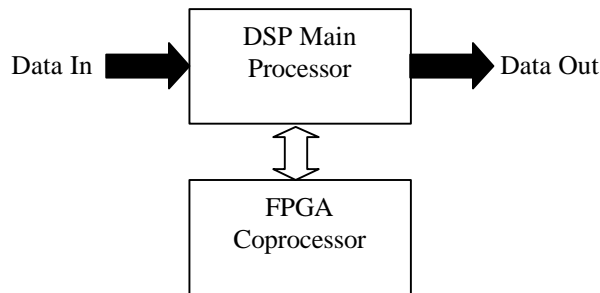 DSP Main
Processor
Data In
Data Out
FPGA
Coprocessor